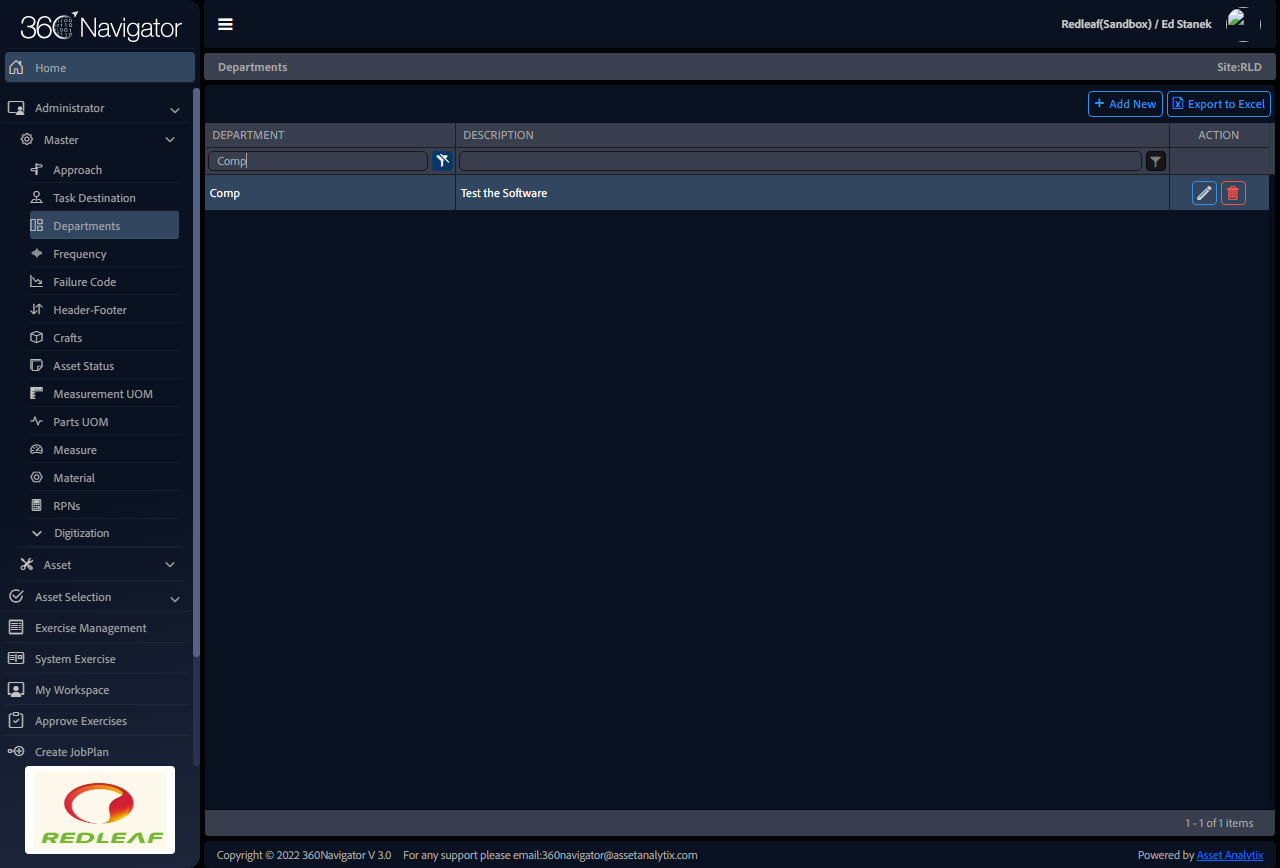 360 Navigator
Redleaf(Sandbox) / Ed Stanek
Home
Departments
Site:RLD
Administrator
Add New
Export to Excel
Master
DEPARTMENT
DESCRIPTION
ACTION
Comp
Approach
Comp
Test the Software
Task Destination
Departments
Frequency
Failure Code
Header-Footer
Crafts
Asset Status
Measurement UOM
Parts UOM
Measure
Material
RPNs
Digitization
Asset
Asset Selection
Exercise Management
System Exercise
My Workspace
Approve Exercises
Create JobPlan
REDLEAF
1 - 1 of 1 items
Copyright © 2022 360Navigator V 3.0
For any support please email:360navigator@assetanalytix.com
Powered by Asset Analytix